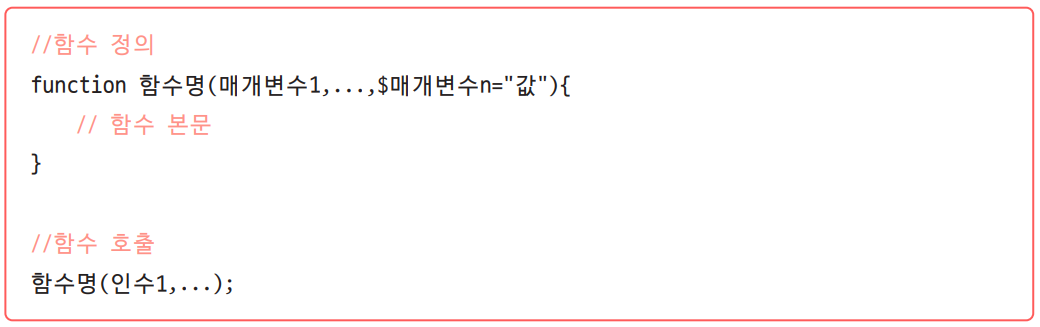 //함수 정의
function 함수명(매개변수1,...,$매개변수n="값"){
// 함수 본문
}
//함수 호출
함수명(인수1,...);